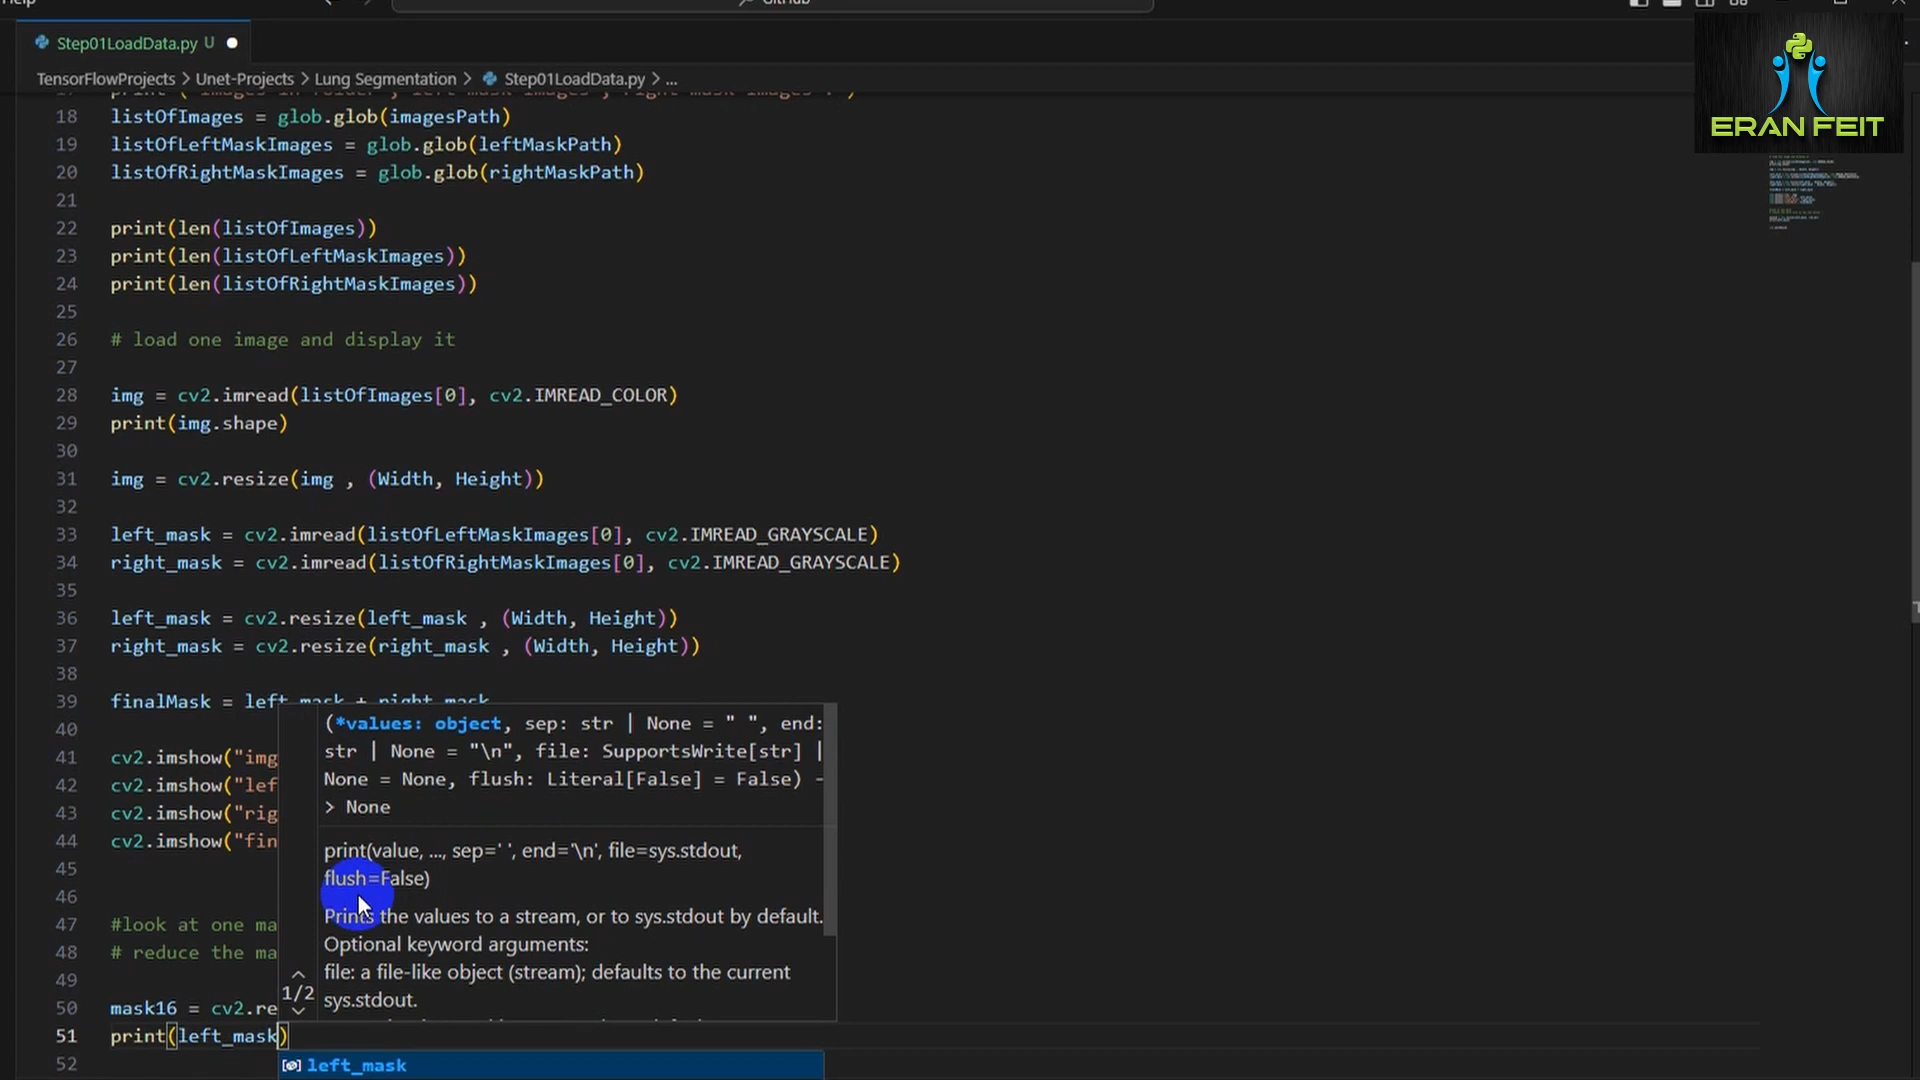 Help
GitHub
Step01LoadData.py U
TensorFlowProjects > Unet-Projects > Lung Segmentation > Step01LoadData.py > ...
ERAN FEIT
18 listOfImages = glob.glob(imagesPath)
19 listOfLeftMaskImages = glob.glob(leftMaskPath)
20 listOfRightMaskImages = glob.glob(rightMaskPath)
21
22 print(len(listOfImages))
23 print(len(listOfLeftMaskImages))
24 print(len(listOfRightMaskImages))
25
26 # load one image and display it
27
28 img = cv2.imread(listOfImages[0], cv2.IMREAD_COLOR)
29 print(img.shape)
30
31 img = cv2.resize(img , (Width, Height))
32
33 left_mask = cv2.imread(listOfLeftMaskImages[0], cv2.IMREAD_GRAYSCALE)
34 right_mask = cv2.imread(listOfRightMaskImages[0], cv2.IMREAD_GRAYSCALE)
35
36 left_mask = cv2.resize(left_mask , (Width, Height))
37 right_mask = cv2.resize(right_mask , (Width, Height))
38
39 finalMask = left_mask + right_mask
40
41 cv2.imshow("img
42 cv2.imshow("lef
43 cv2.imshow("rig
44 cv2.imshow("fin
45
46
47 #look at one ma
48 # reduce the ma
49
50 mask16 = cv2.re
51 print(left_mask)
52
(*values: object, sep: str | None = " ", end:
str | None = "\n", file: SupportsWrite[str] |
None = None, flush: Literal[False] = False) -
> None
print(value, ..., sep=' ', end='\n', file=sys.stdout,
flush=False)
Prints the values to a stream, or to sys.stdout by default.
Optional keyword arguments:
file: a file-like object (stream); defaults to the current
sys.stdout.
1/2
left_mask